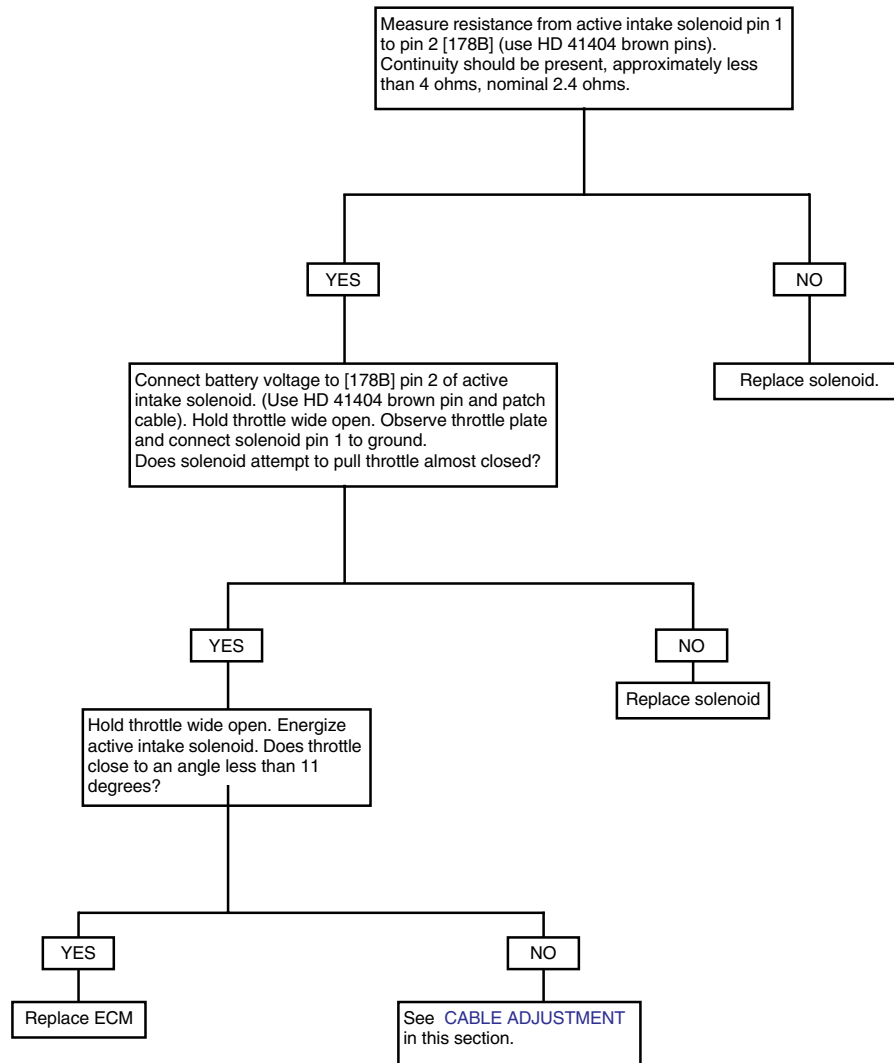 Measure resistance from active intake solenoid pin 1
to pin 2 [178B] (use HD 41404 brown pins).
Continuity should be present, approximately less
than 4 ohms, nominal 2.4 ohms.
YES
NO
Connect battery voltage to [178B] pin 2 of active
intake solenoid. (Use HD 41404 brown pin and patch
cable). Hold throttle wide open. Observe throttle plate
and connect solenoid pin 1 to ground.
Does solenoid attempt to pull throttle almost closed?
Replace solenoid.
YES
NO
Hold throttle wide open. Energize
active intake solenoid. Does throttle
close to an angle less than 11
degrees?
Replace solenoid
YES
NO
Replace ECM
See CABLE ADJUSTMENT
in this section.